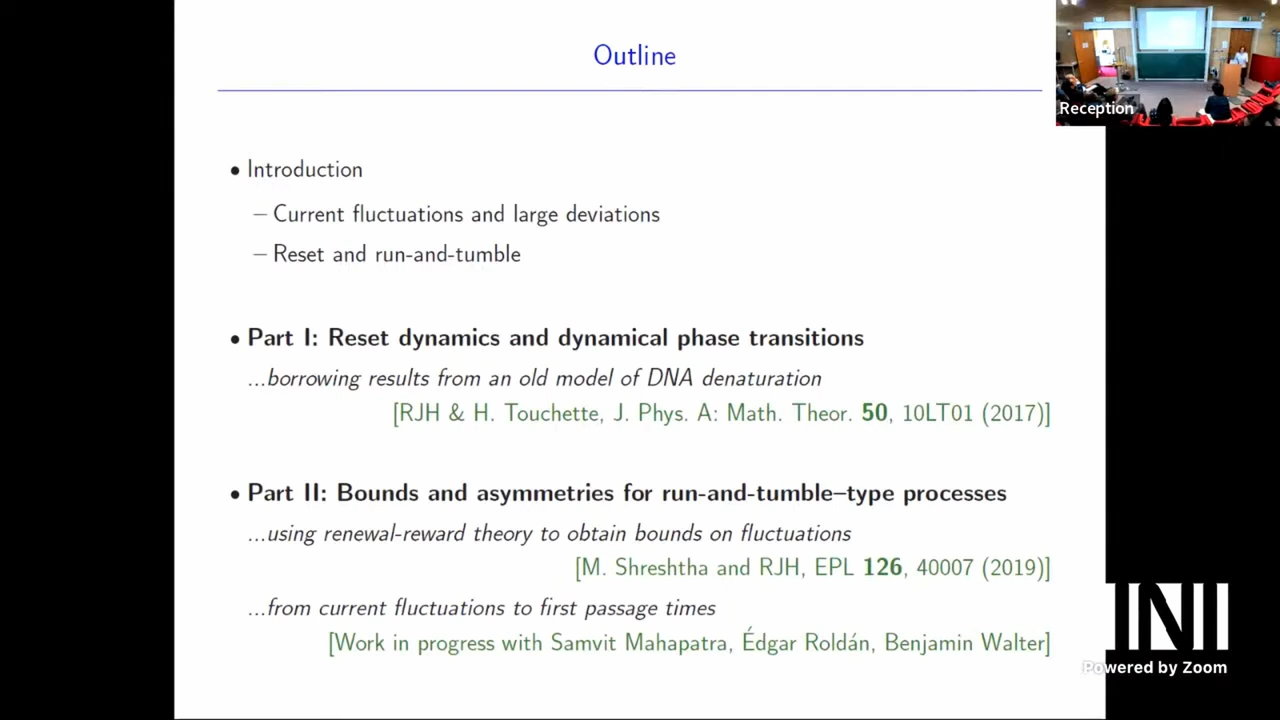 Outline
Reception
• Introduction
– Current fluctuations and large deviations
– Reset and run-and-tumble
• Part I: Reset dynamics and dynamical phase transitions
...borrowing results from an old model of DNA denaturation
[RJH & H. Touchette, J. Phys. A: Math. Theor. 50, 10LT01 (2017)]
• Part II: Bounds and asymmetries for run-and-tumble–type processes
...using renewal-reward theory to obtain bounds on fluctuations
[M. Shreshtha and RJH, EPL 126, 40007 (2019)]
...from current fluctuations to first passage times
[Work in progress with Samvit Mahapatra, Édgar Roldán, Benjamin Walter]
INI
Powered by Zoom